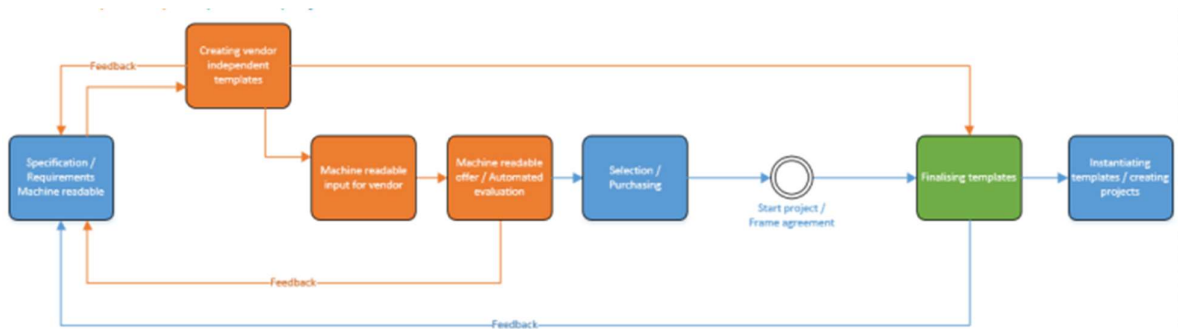 Creating vendor
independent
templates
Feedback
Specification /
Requirements
Machine readable
Machine readable
input for vendor
Machine readable
offer / Automated
evaluation
Selection /
Purchasing
Start project /
Frame agreement
Finalising templates
Instantiating
templates / creating
projects
Feedback
Feedback